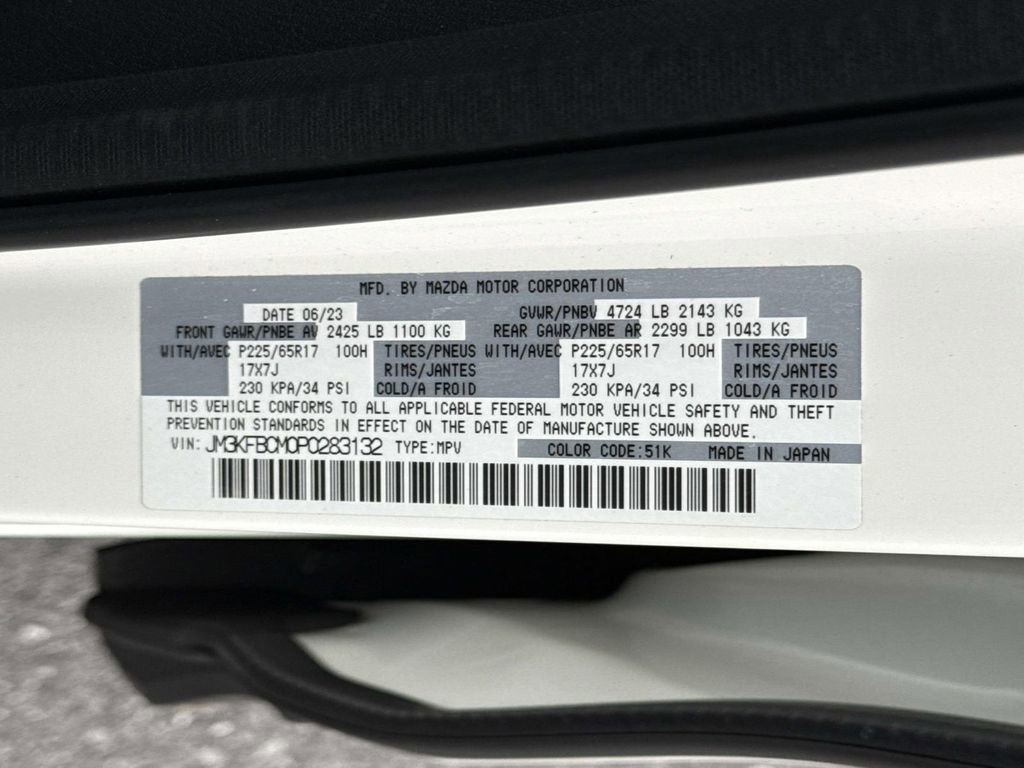 MFD. BY MAZDA MOTOR CORPORATION
DATE 06/23 GVWR/PNBV 4724 LB 2143 KG
FRONT GAWR/PNBE AV 2425 LB 1100 KG REAR GAWR/PNBE AR 2299 LB 1043 KG
WITH/AVEC P225/65R17 100H TIRES/PNEUS WITH/AVEC P225/65R17 100H TIRES/PNEUS
17X7J RIMS/JANTES 17X7J RIMS/JANTES
230 KPA/34 PSI COLD/A FROID 230 KPA/34 PSI COLD/A FROID
THIS VEHICLE CONFORMS TO ALL APPLICABLE FEDERAL MOTOR VEHICLE SAFETY AND THEFT
PREVENTION STANDARDS IN EFFECT ON THE DATE OF MANUFACTURE SHOWN ABOVE.
VIN: JM3KFBCM0P0283132 TYPE:MPV COLOR CODE:51K MADE IN JAPAN